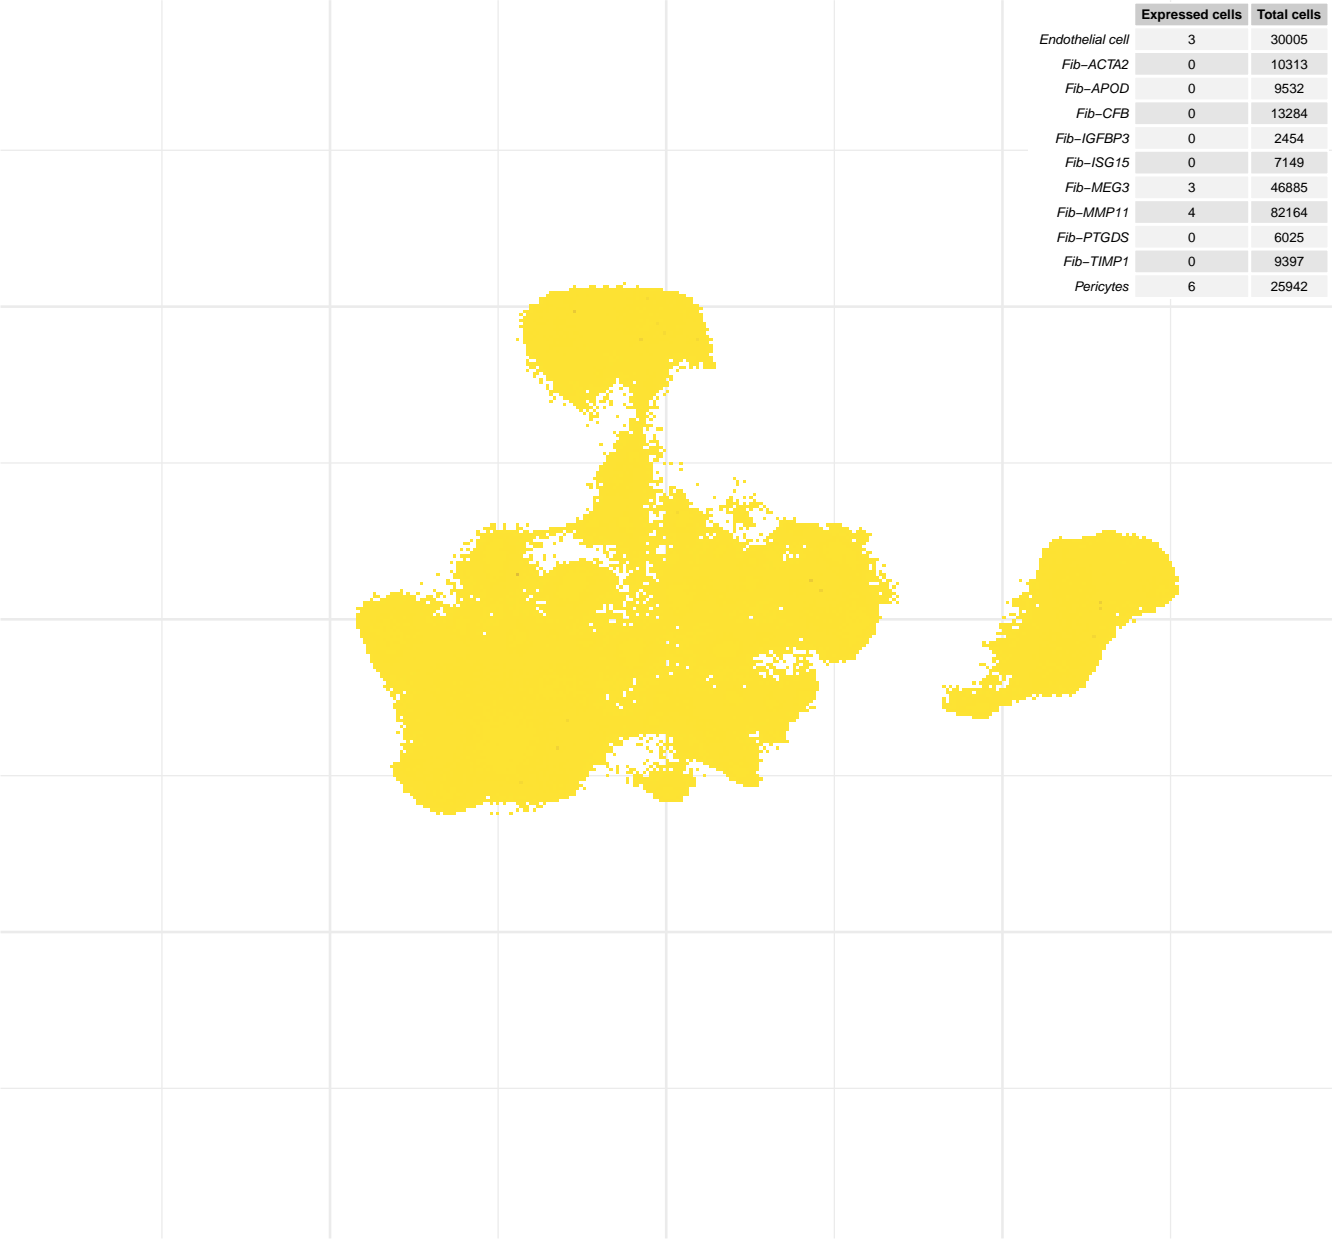 Expressed cells Total cells
Endothelial cell 3 30005
Fib−ACTA2 0 10313
Fib−APOD 0 9532
Fib−CFB 0 13284
Fib−IGFBP3 0 2454
Fib−ISG15 0 7149
Fib−MEG3 3 46885
Fib−MMP11 4 82164
Fib−PTGDS 0 6025
Fib−TIMP1 0 9397
Pericytes 6 25942